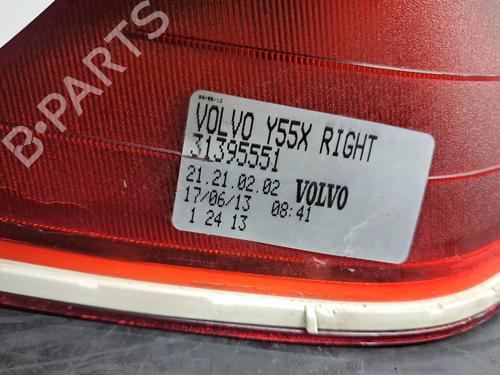 VOLVO Y55X RIGHT
31395551
21.21.02.02 VOLVO
17/06/13 08:41
1 24 13
B-PARTS